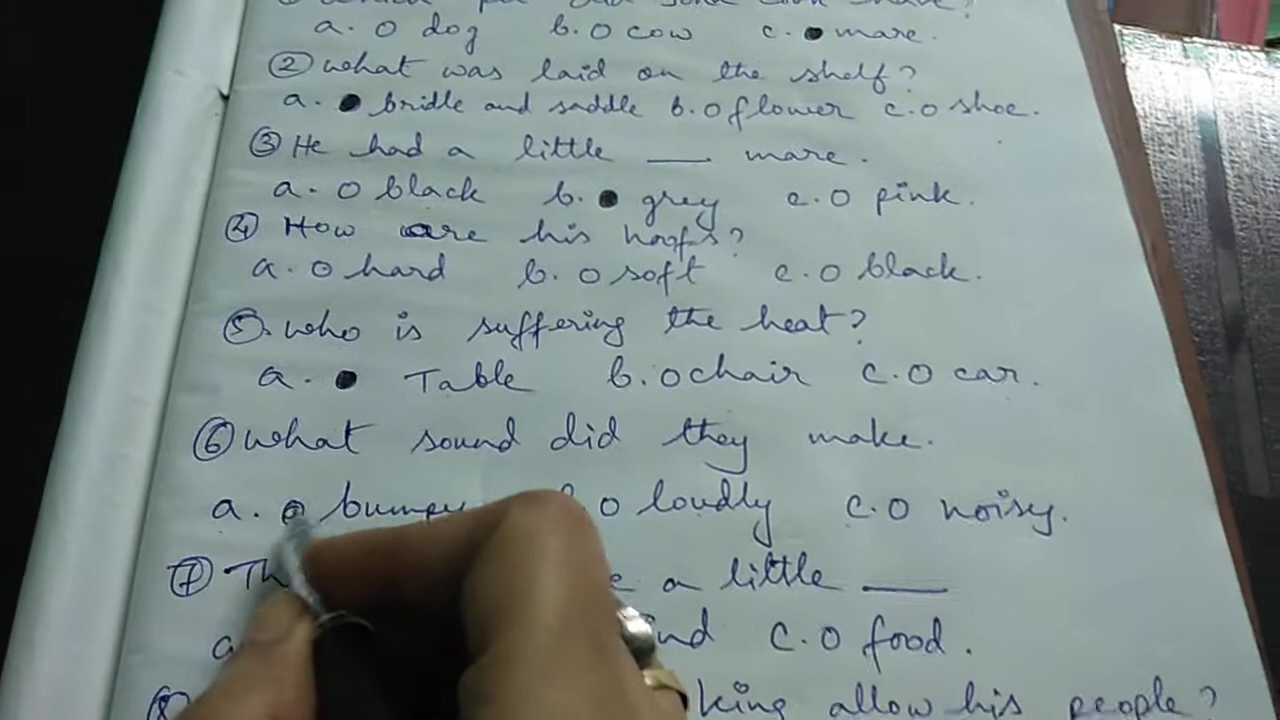 a. O dog b. O cow c. ● mare.
② what was laid on the shelf?
a. ● bridle and saddle b. O flower c. O shoe.
③ He had a little ___ mare.
a. O black b. ● grey c. O pink.
④ How are his hoofs?
a. O hard b. O soft c. O black.
⑤. who is suffering the heat?
a. ● Table b. O chair c. O car.
⑥ what sound did they make.
a. O bumpy O loudly c. O noisy.
⑦ a little ___
c. O food.
⑧ king allow his people?